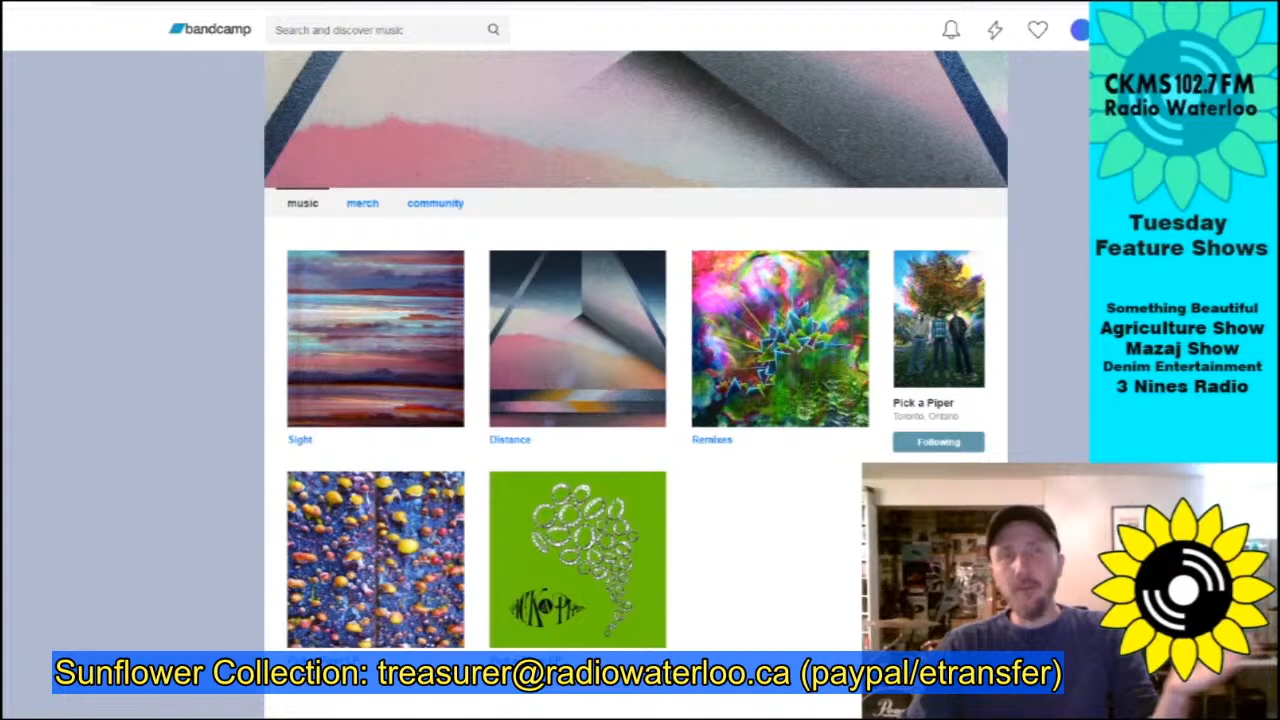 bandcamp
Search and discover music
CKMS 102.7 FM
Radio Waterloo
music
merch
community
Tuesday
Feature Shows
Something Beautiful
Agriculture Show
Mazaj Show
Denim Entertainment
3 Nines Radio
Pick a Piper
Toronto, Ontario
Following
Sight
Distance
Remixes
Sunflower Collection: treasurer@radiowaterloo.ca (paypal/etransfer)